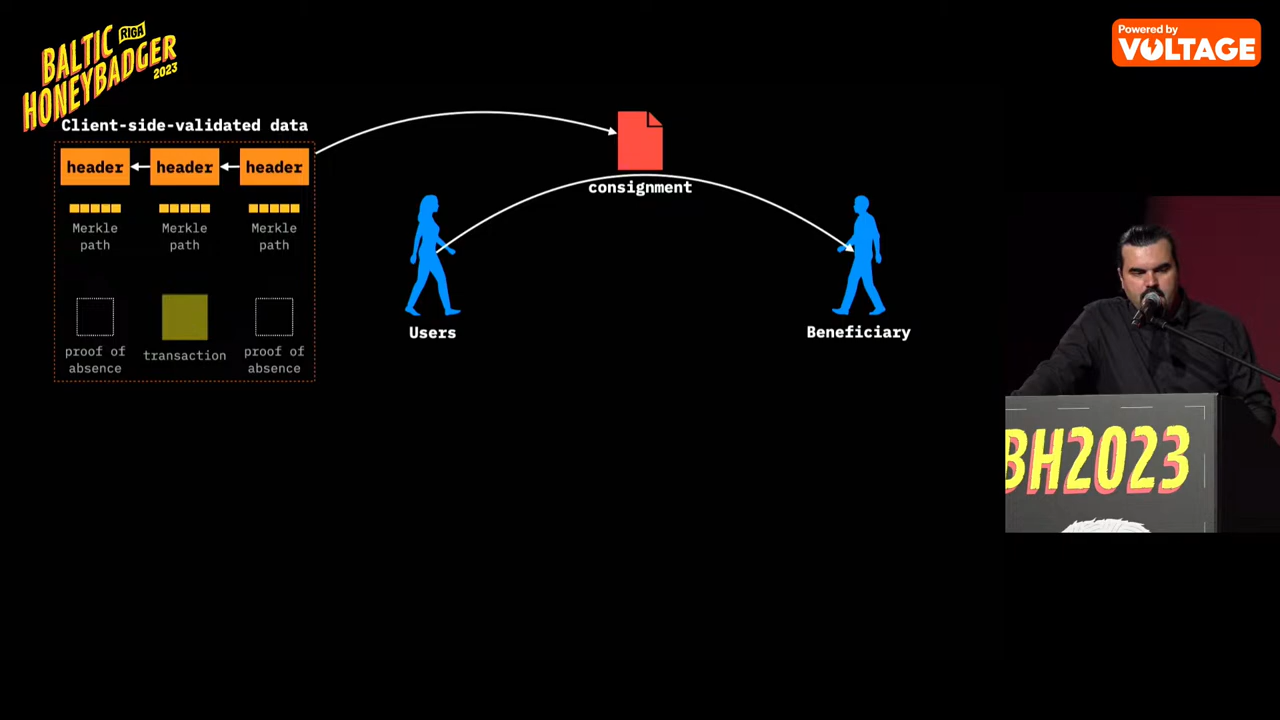 BALTIC
RIGA
HONEYBADGER
2023
Powered by
VOLTAGE
Client-side-validated data
header
header
header
Merkle
path
Merkle
path
Merkle
path
proof of
absence
transaction
proof of
absence
consignment
Users
Beneficiary
BH2023